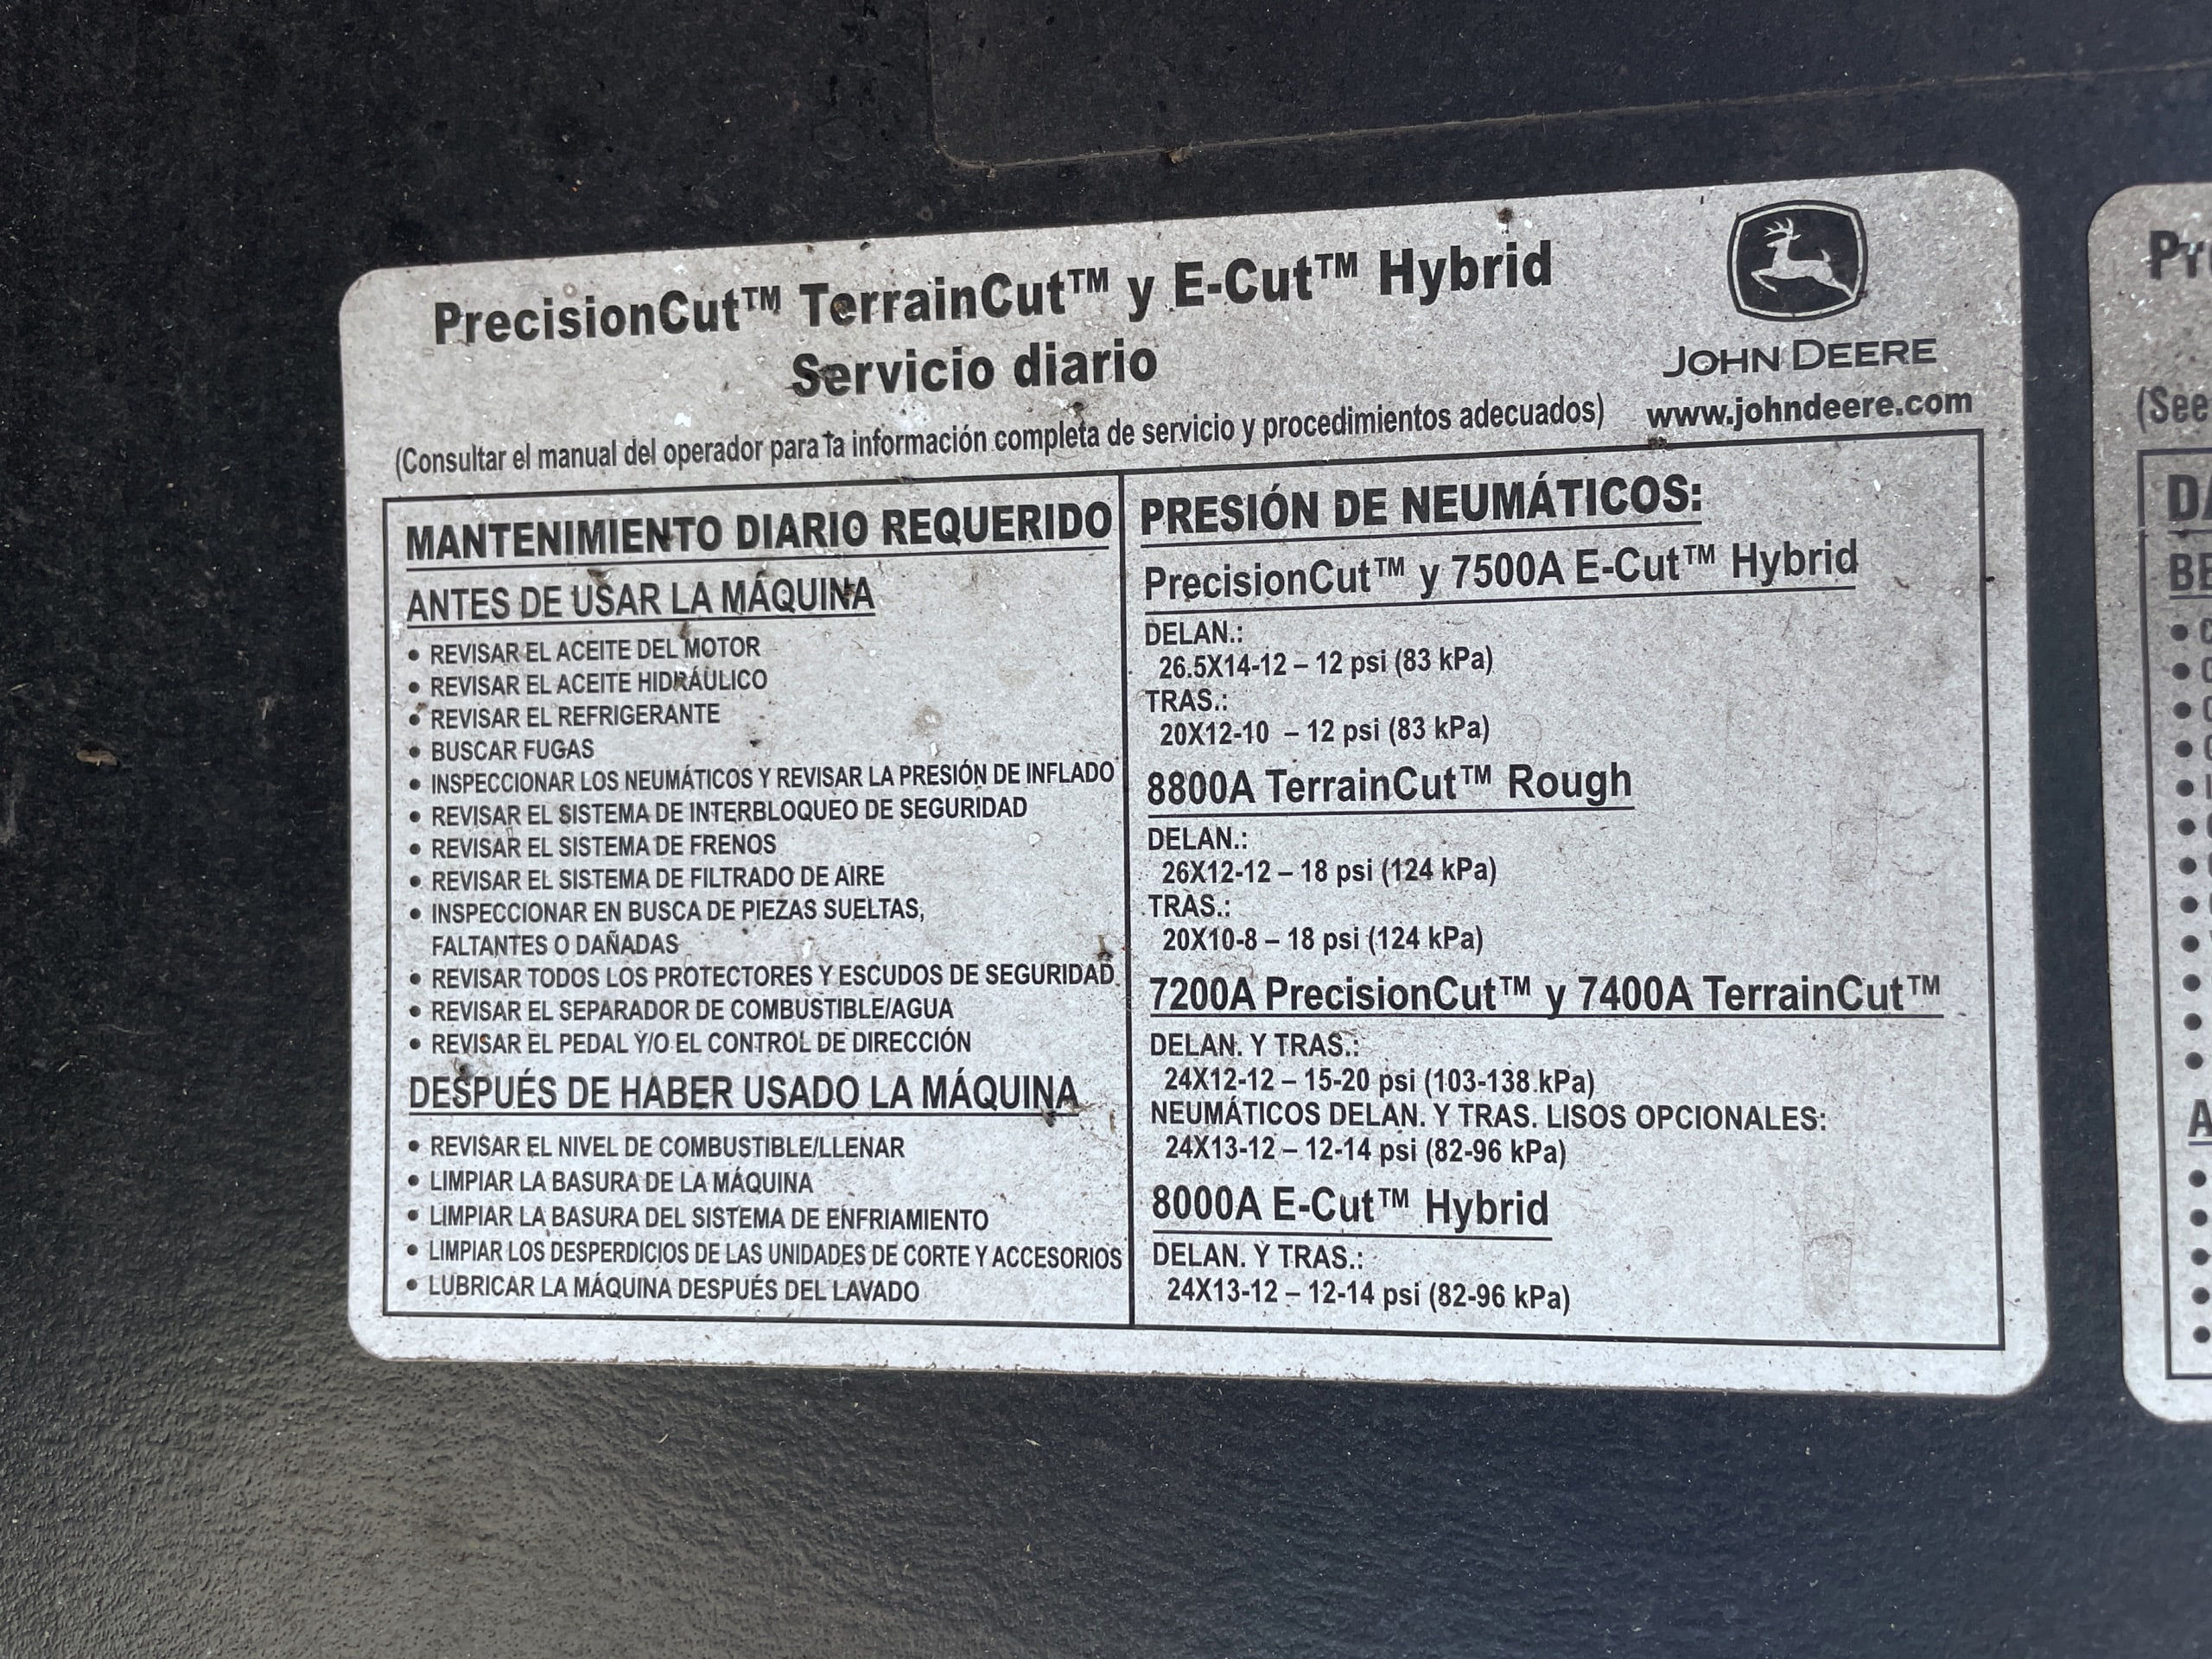 PrecisionCut™ TerrainCut™ y E-Cut™ Hybrid
Servicio diario
(Consultar el manual del operador para la información completa de servicio y procedimientos adecuados)
JOHN DEERE
www.johndeere.com
MANTENIMIENTO DIARIO REQUERIDO
ANTES DE USAR LA MÁQUINA
• REVISAR EL ACEITE DEL MOTOR
• REVISAR EL ACEITE HIDRÁULICO
• REVISAR EL REFRIGERANTE
• BUSCAR FUGAS
• INSPECCIONAR LOS NEUMÁTICOS Y REVISAR LA PRESIÓN DE INFLADO
• REVISAR EL SISTEMA DE INTERBLOQUEO DE SEGURIDAD
• REVISAR EL SISTEMA DE FRENOS
• REVISAR EL SISTEMA DE FILTRADO DE AIRE
• INSPECCIONAR EN BUSCA DE PIEZAS SUELTAS,
FALTANTES O DAÑADAS
• REVISAR TODOS LOS PROTECTORES Y ESCUDOS DE SEGURIDAD
• REVISAR EL SEPARADOR DE COMBUSTIBLE/AGUA
• REVISAR EL PEDAL Y/O EL CONTROL DE DIRECCIÓN
DESPUÉS DE HABER USADO LA MÁQUINA
• REVISAR EL NIVEL DE COMBUSTIBLE/LLENAR
• LIMPIAR LA BASURA DE LA MÁQUINA
• LIMPIAR LA BASURA DEL SISTEMA DE ENFRIAMIENTO
• LIMPIAR LOS DESPERDICIOS DE LAS UNIDADES DE CORTE Y ACCESORIOS
• LUBRICAR LA MÁQUINA DESPUÉS DEL LAVADO
PRESIÓN DE NEUMÁTICOS:
PrecisionCut™ y 7500A E-Cut™ Hybrid
DELAN.:
26.5X14-12 – 12 psi (83 kPa)
TRAS.:
20X12-10 – 12 psi (83 kPa)
8800A TerrainCut™ Rough
DELAN.:
26X12-12 – 18 psi (124 kPa)
TRAS.:
20X10-8 – 18 psi (124 kPa)
7200A PrecisionCut™ y 7400A TerrainCut™
DELAN. Y TRAS.:
24X12-12 – 15-20 psi (103-138 kPa)
NEUMÁTICOS DELAN. Y TRAS. LISOS OPCIONALES:
24X13-12 – 12-14 psi (82-96 kPa)
8000A E-Cut™ Hybrid
DELAN. Y TRAS.:
24X13-12 – 12-14 psi (82-96 kPa)
(See